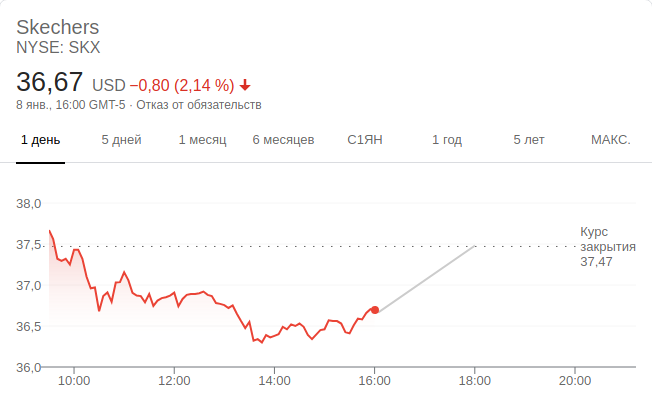 Skechers
NYSE: SKX
36,67 USD −0,80 (2,14 %)
8 янв., 16:00 GMT-5 · Отказ от обязательств
1 день 5 дней 1 месяц 6 месяцев С1ЯН 1 год 5 лет МАКС.
38,0
37,5
37,0
36,5
36,0
Курс
закрытия
37,47
10:00 12:00 14:00 16:00 18:00 20:00